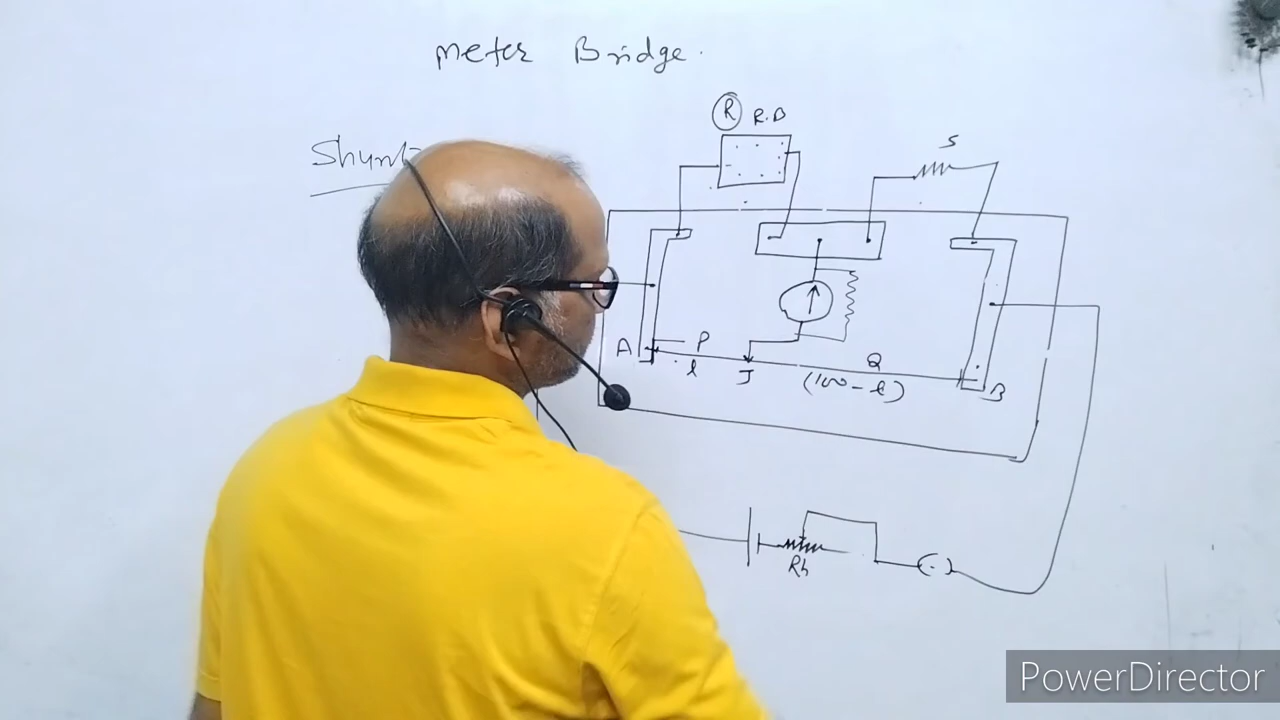 Meter Bridge.
R R.B
S
Shunt
A P Q
l J (100-l) B
Rh
(.)
PowerDirector